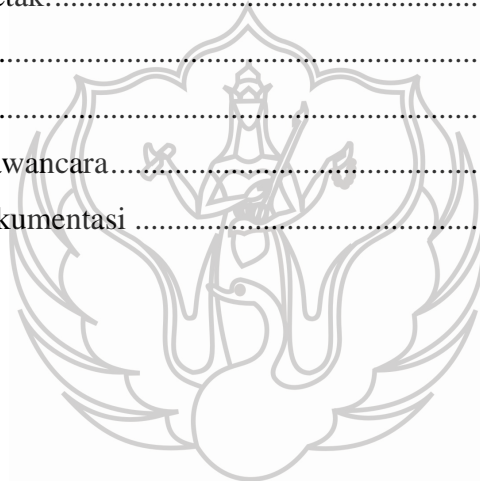 etak.......................................................
..............................................................
..............................................................
wancara................................................
kumentasi .............................................